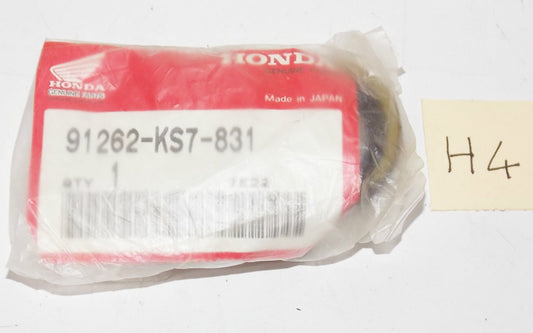 HONDA
GENUINE PARTS
HONDA
Made in JAPAN
91262-KS7-831
QTY 1
H4